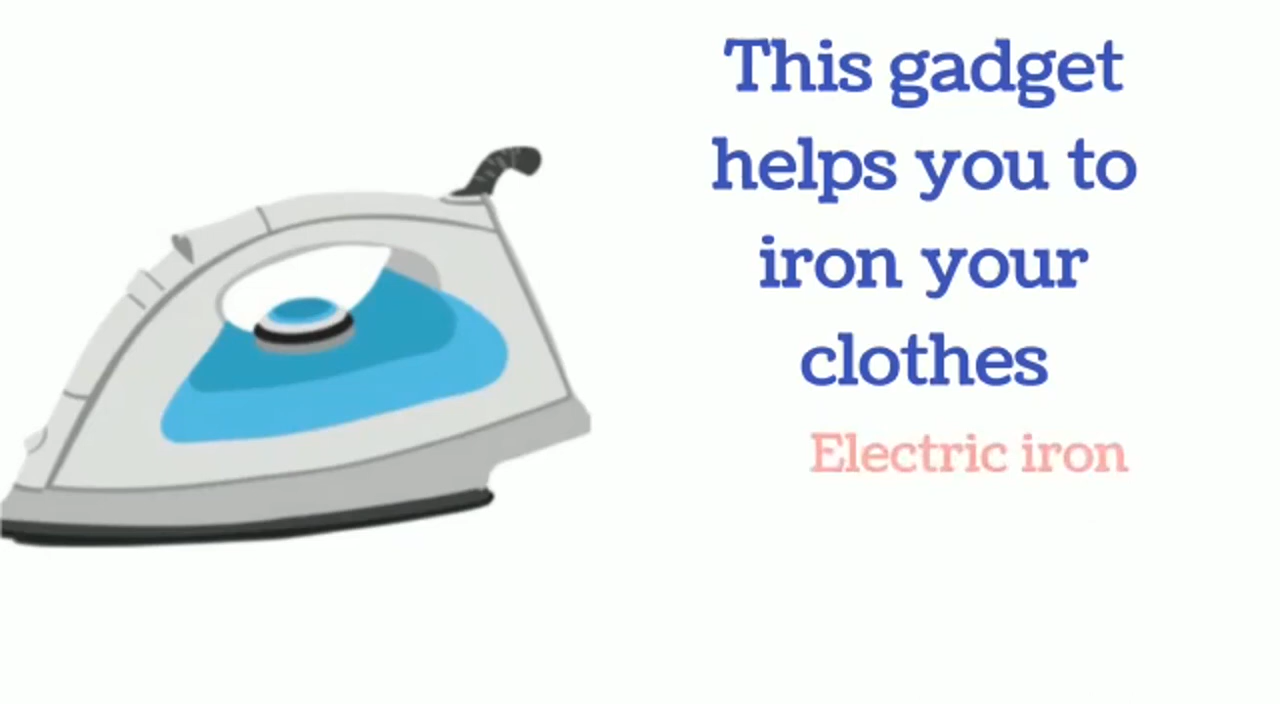 This gadget
helps you to
iron your
clothes
Electric iron